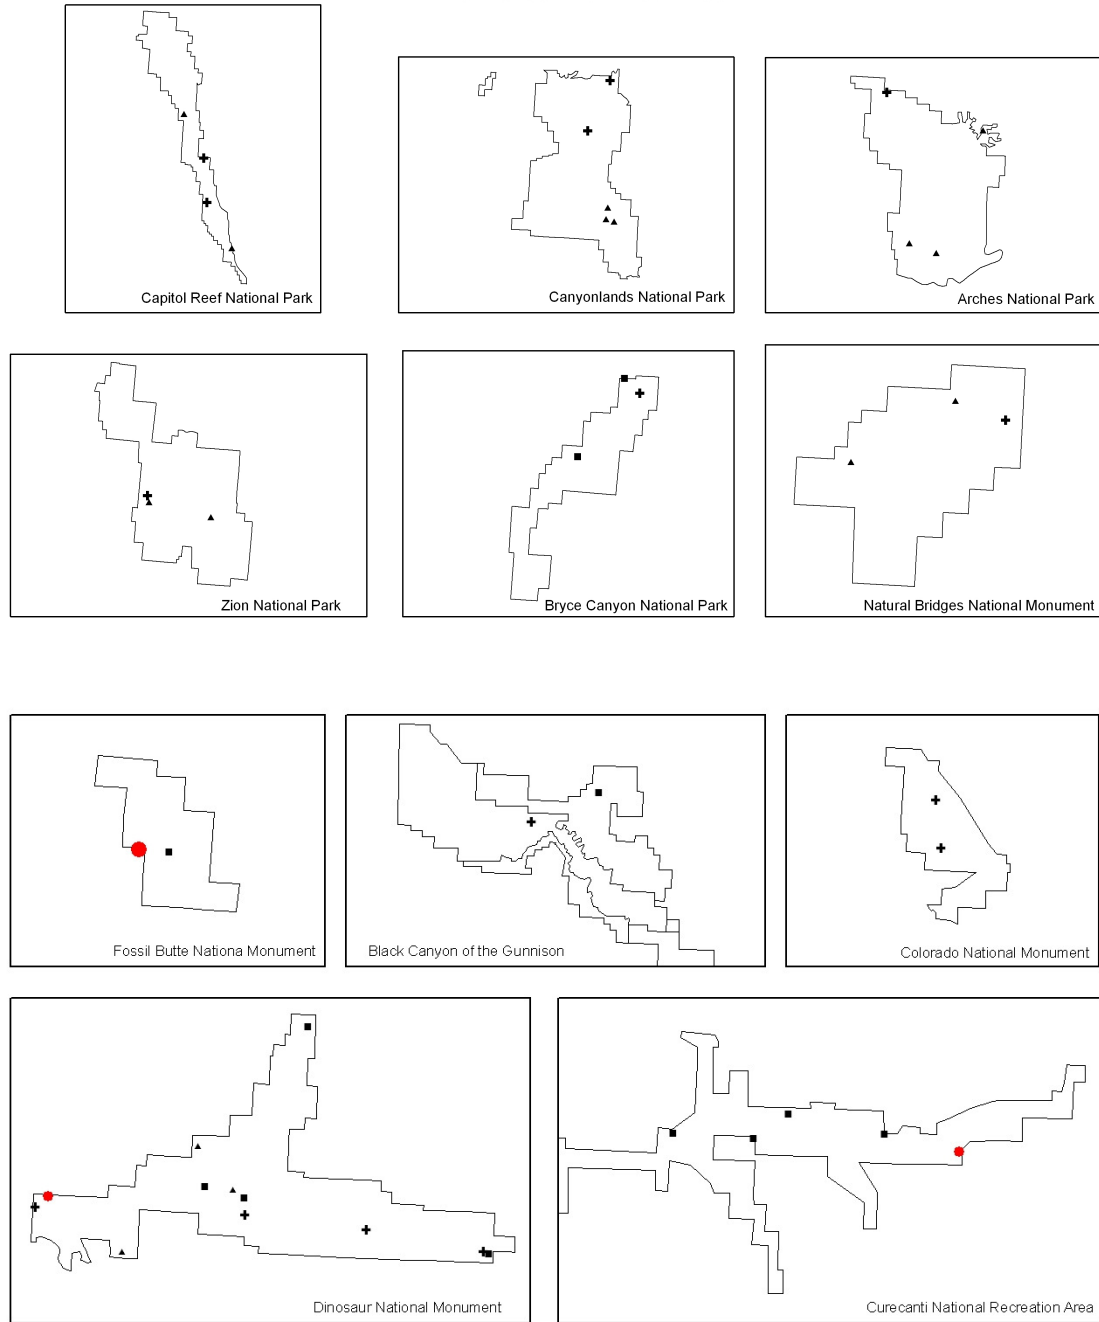 Capitol Reef National Park
Canyonlands National Park
Arches National Park
Zion National Park
Bryce Canyon National Park
Natural Bridges National Monument
Fossil Butte Nationa Monument
Black Canyon of the Gunnison
Colorado National Monument
Dinosaur National Monument
Curecanti National Recreation Area